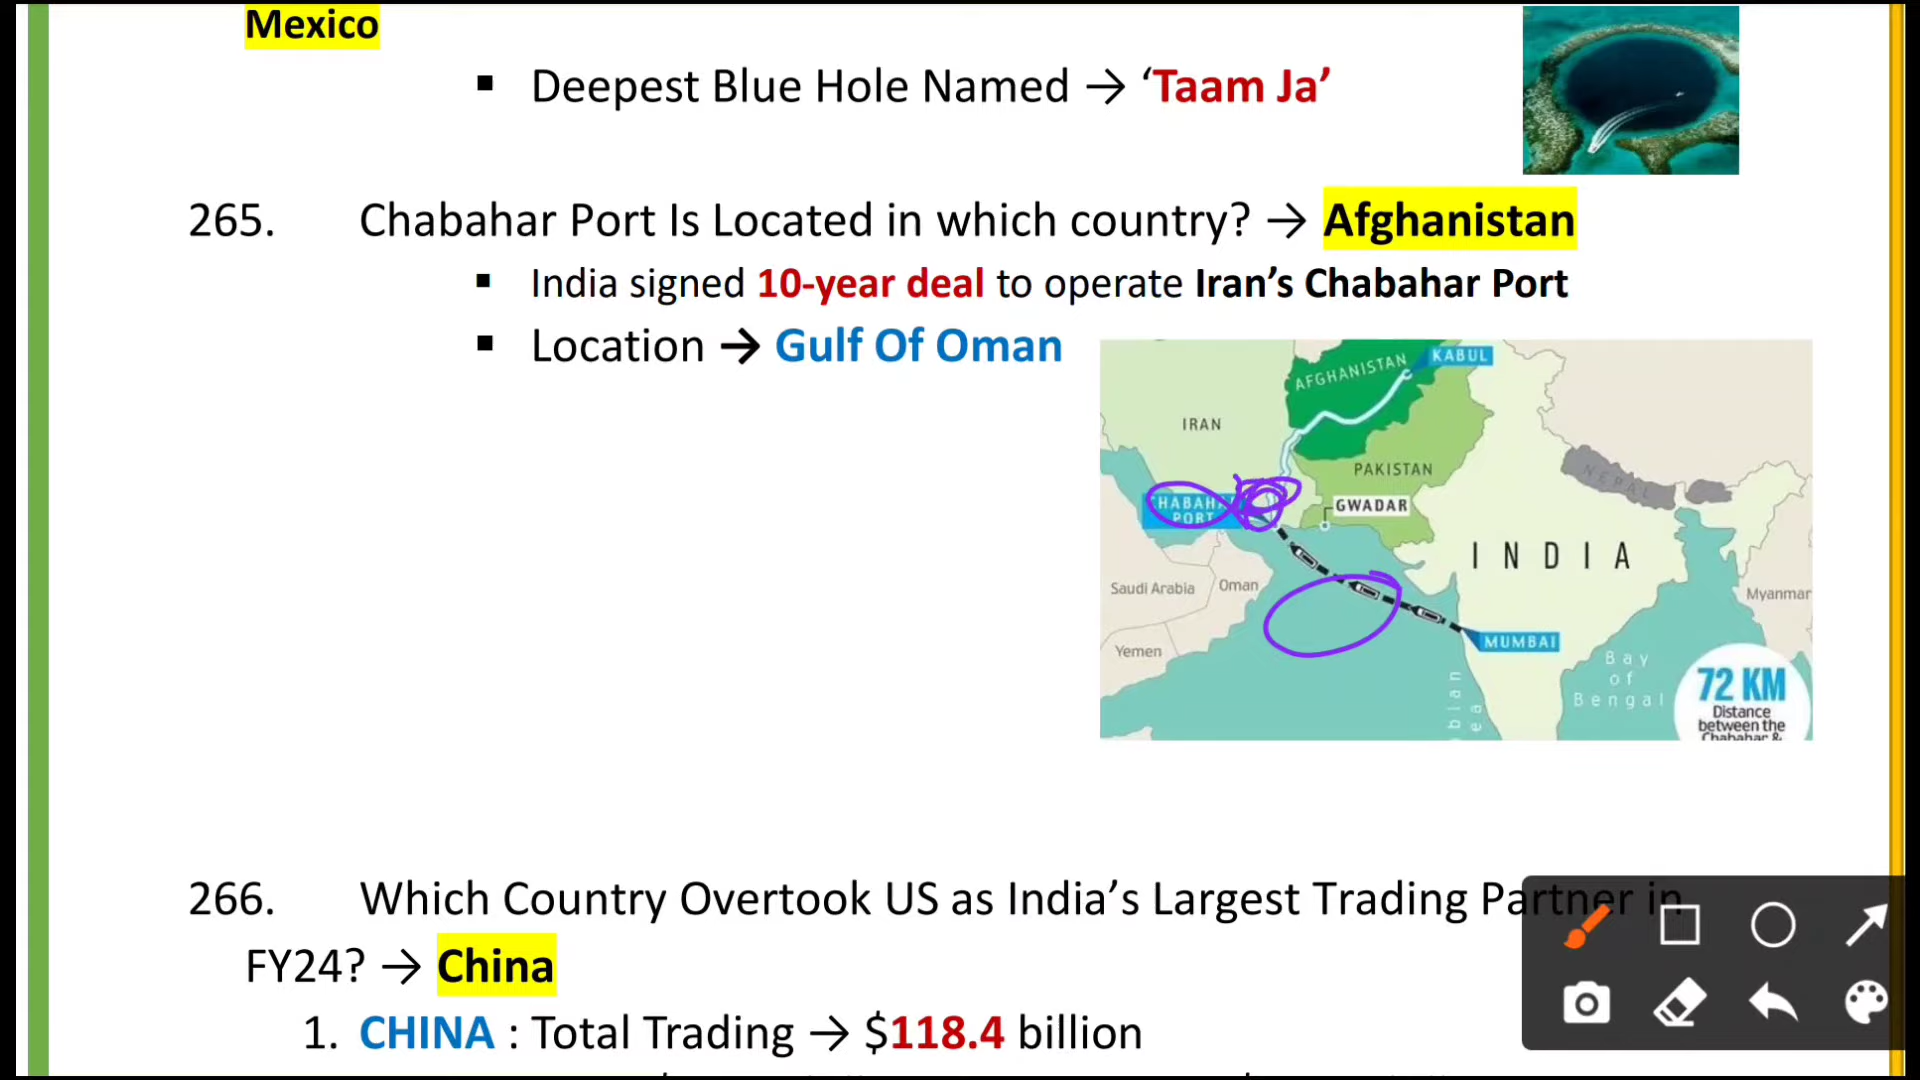 Mexico
▪ Deepest Blue Hole Named → ‘Taam Ja’
265. Chabahar Port Is Located in which country? → Afghanistan
▪ India signed 10-year deal to operate Iran’s Chabahar Port
▪ Location → Gulf Of Oman
AFGHANISTAN
KABUL
IRAN
PAKISTAN
NEPAL
PORT
GWADAR
INDIA
Saudi Arabia
Oman
Myanmar
Yemen
MUMBAI
Bay
of
Bengal
72 KM
Distance
between the
Chabahar &
266. Which Country Overtook US as India’s Largest Trading Partner in
FY24? → China
1. CHINA : Total Trading → $118.4 billion